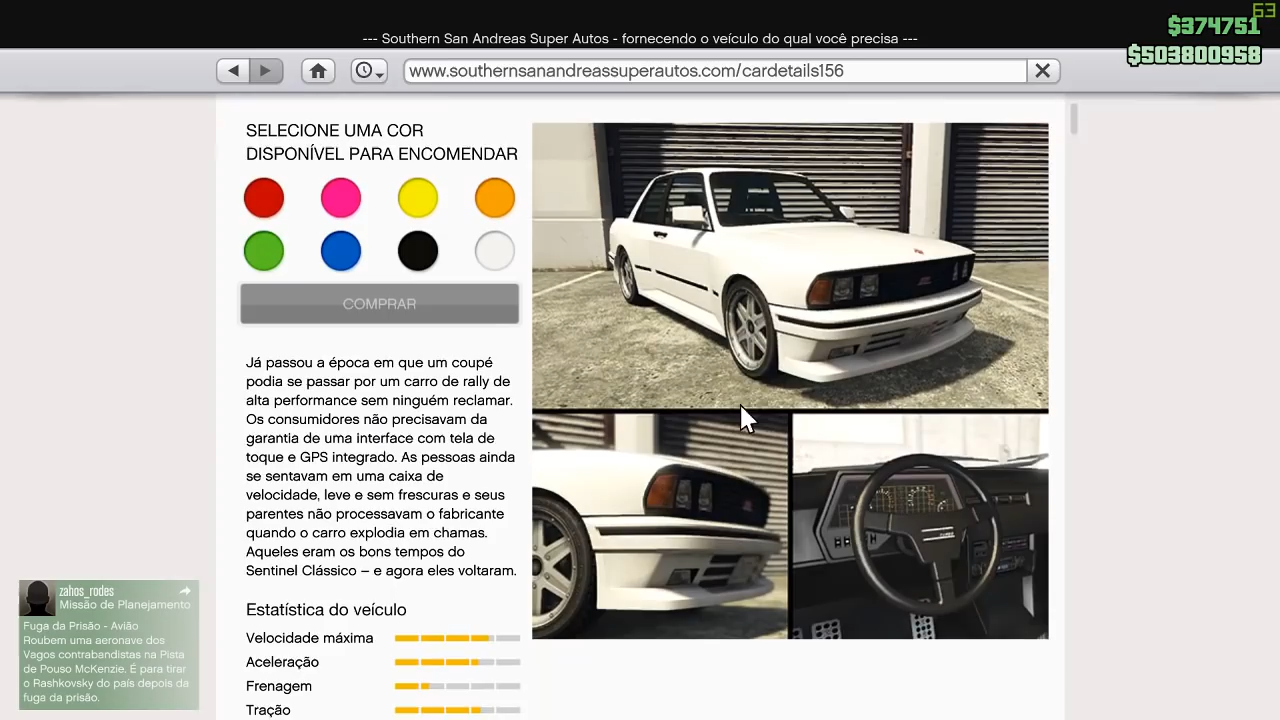 63
$374751
--- Southern San Andreas Super Autos - fornecendo o veículo do qual você precisa ---
$503800958
www.southernsanandreassuperautos.com/cardetails156
SELECIONE UMA COR
DISPONÍVEL PARA ENCOMENDAR
COMPRAR
Já passou a época em que um coupé
podia se passar por um carro de rally de
alta performance sem ninguém reclamar.
Os consumidores não precisavam da
garantia de uma interface com tela de
toque e GPS integrado. As pessoas ainda
se sentavam em uma caixa de
velocidade, leve e sem frescuras e seus
parentes não processavam o fabricante
quando o carro explodia em chamas.
Aqueles eram os bons tempos do
Sentinel Clássico – e agora eles voltaram.
Estatística do veículo
Velocidade máxima
Aceleração
Frenagem
Tração
zahos_rodes
Missão de Planejamento
Fuga da Prisão - Avião
Roubem uma aeronave dos
Vagos contrabandistas na Pista
de Pouso McKenzie. É para tirar
o Rashkovsky do país depois da
fuga da prisão.